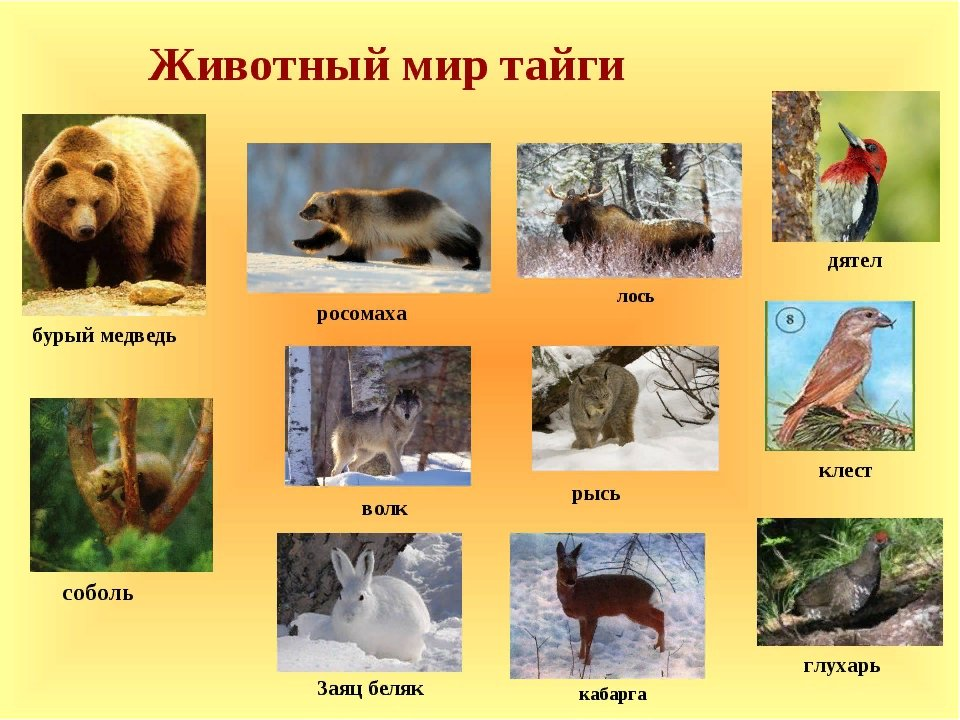 Животный мир тайги
дятел
лось
росомаха
бурый медведь
8
клест
рысь
волк
соболь
глухарь
Заяц беляк
кабарга